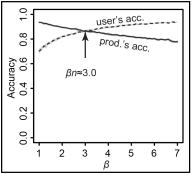 1.0
0.8
0.6
0.4
0.2
0.0
Accuracy
user's acc.
prod.'s acc.
βn=3.0
1 2 3 4 5 6 7
β